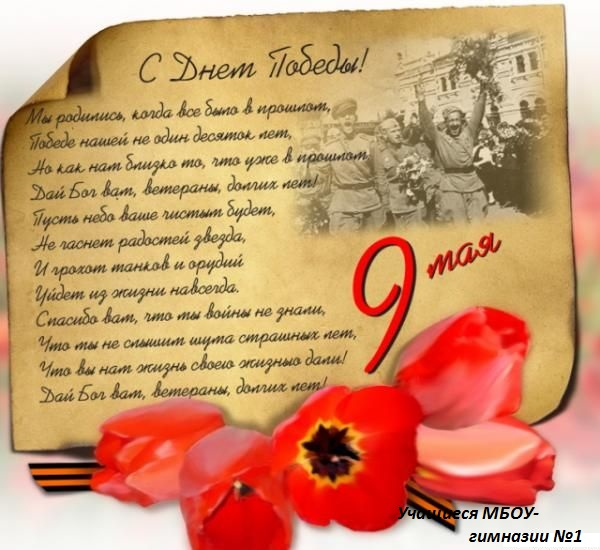 С Днем Победы!
Мы родились, когда все было в прошлом,
Победе нашей не один десяток лет,
Но как нам близко то, что уже в прошлом
Дай Бог вам, ветераны, долгих лет!
Пусть небо ваше чистым будет,
Не гаснет радостей звезда,
И грохот танков и орудий
Уйдет из жизни навсегда.
Спасибо вам, что мы войны не знали,
Что мы не слышим шума страшных лет,
Что вы нам жизнь своею жизнью дали!
Дай Бог вам, ветераны, долгих лет!
9 мая
Учащиеся МБОУ-
гимназии №1